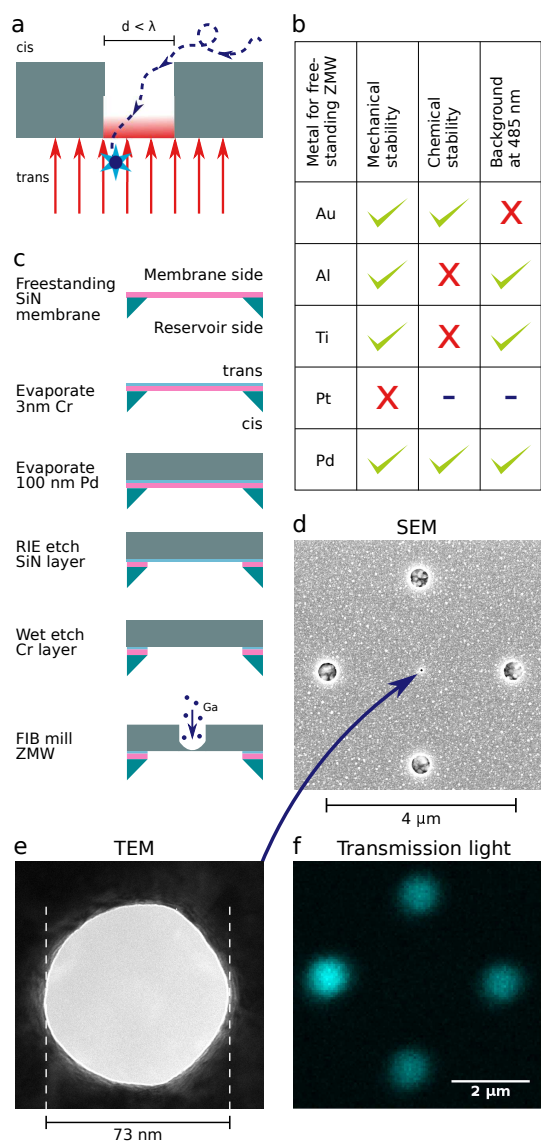 a
cis
d < λ
trans
b
Metal for free-
standing ZMW
Mechanical
stability
Chemical
stability
Background
at 485 nm
Au
Al
Ti
Pt
–
–
Pd
c
Freestanding
SiN
membrane
Membrane side
Reservoir side
Evaporate
3nm Cr
trans
cis
Evaporate
100 nm Pd
RIE etch
SiN layer
Wet etch
Cr layer
FIB mill
ZMW
Ga
d
SEM
4 μm
e
TEM
73 nm
f
Transmission light
2 μm